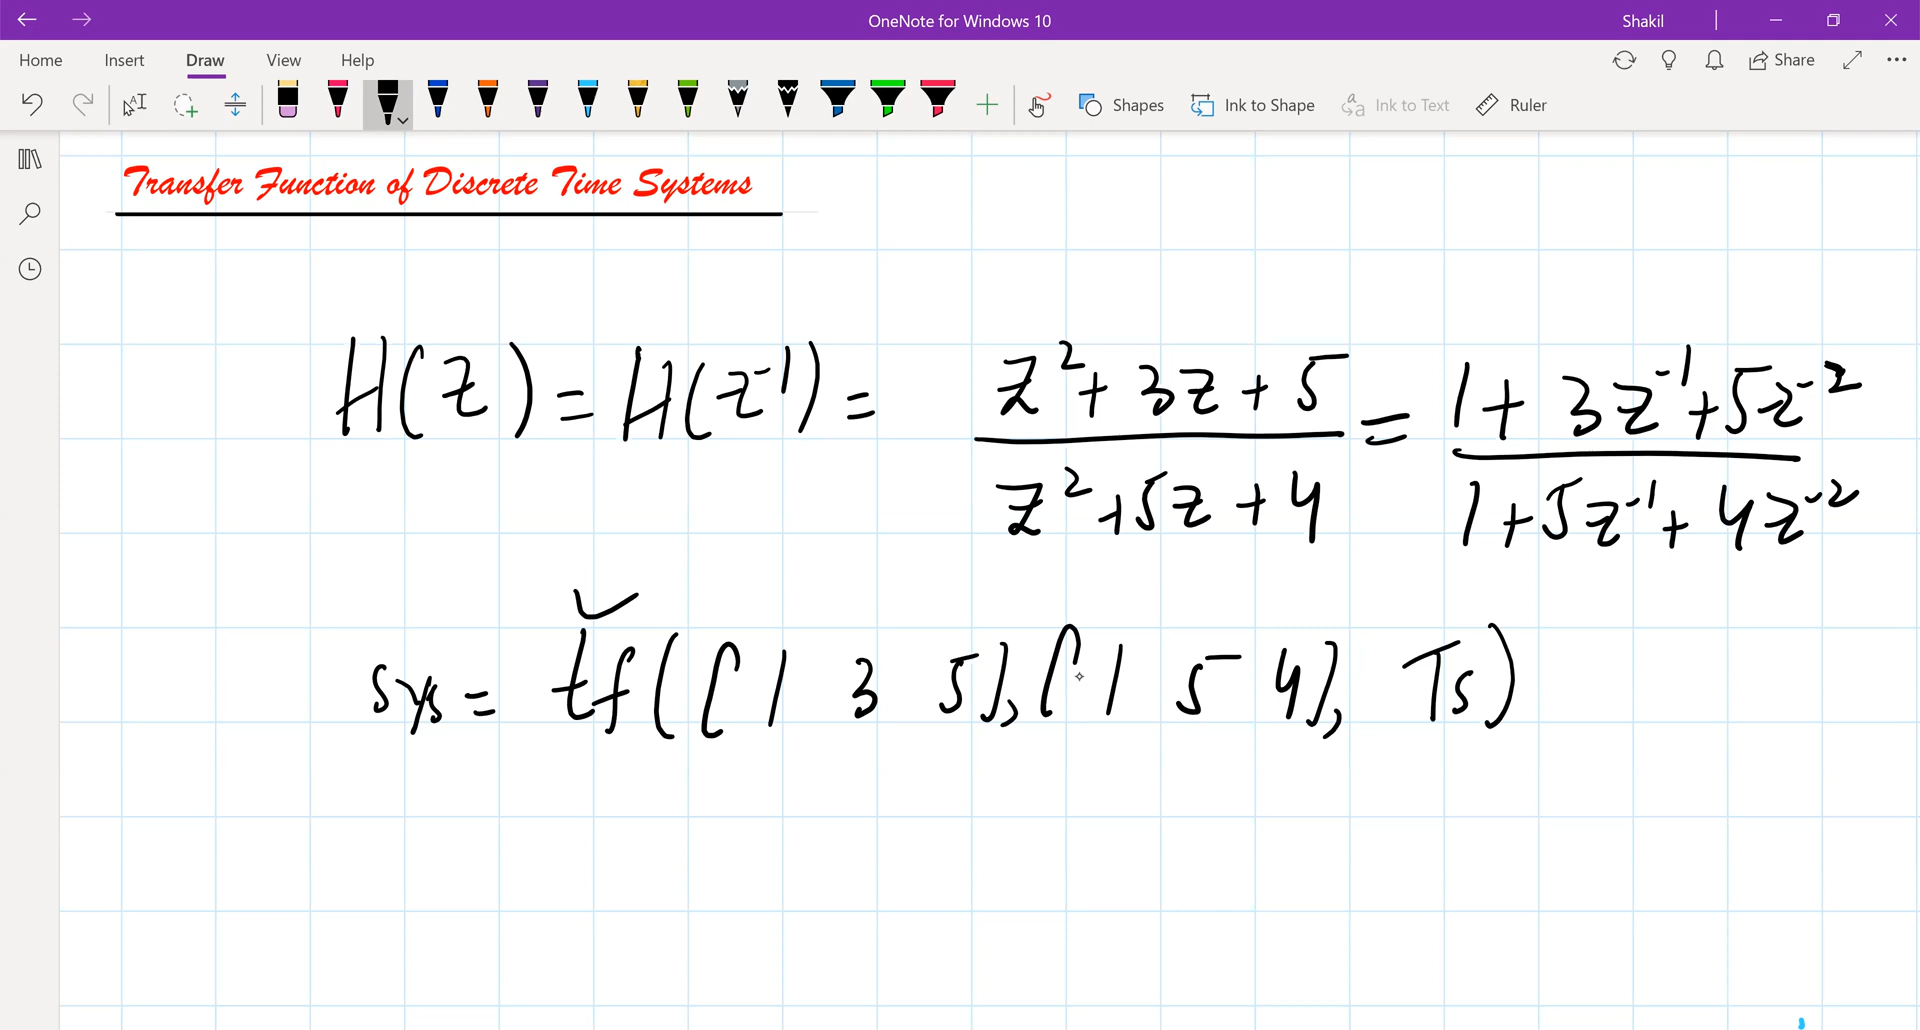 OneNote for Windows 10 Shakil
Home Insert Draw View Help Share
Shapes Ink to Shape Ink to Text Ruler
Transfer Function of Discrete Time Systems
H(z) = H(z⁻¹) = (z² + 3z + 5)/(z² + 5z + 4) = (1 + 3z⁻¹ + 5z⁻²)/(1 + 5z⁻¹ + 4z⁻²)
sys = tf([1 3 5], [1 5 4], Ts)